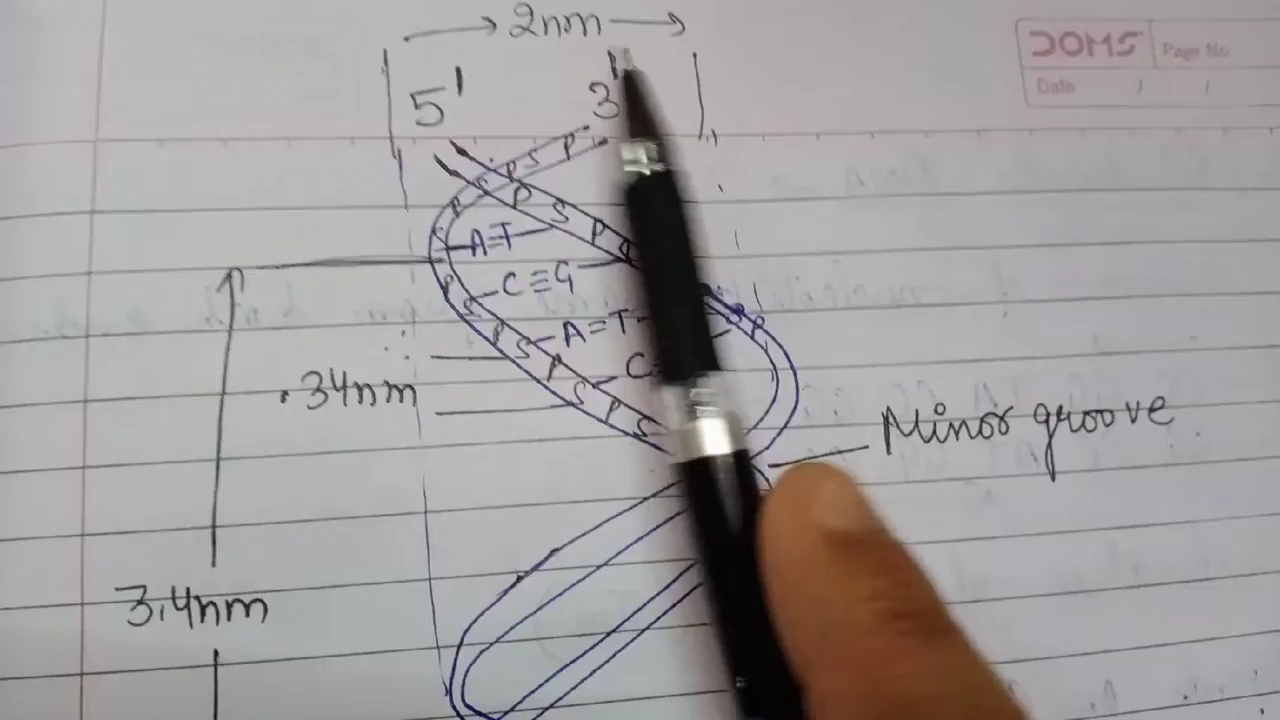 → 2nm →
DOMS
Page No
Date / /
5'
3'
P S P
S P S P
P
A=T
P C≡G
S P S A=T S P
P C
.34nm
S P S
Minor groove
3.4nm